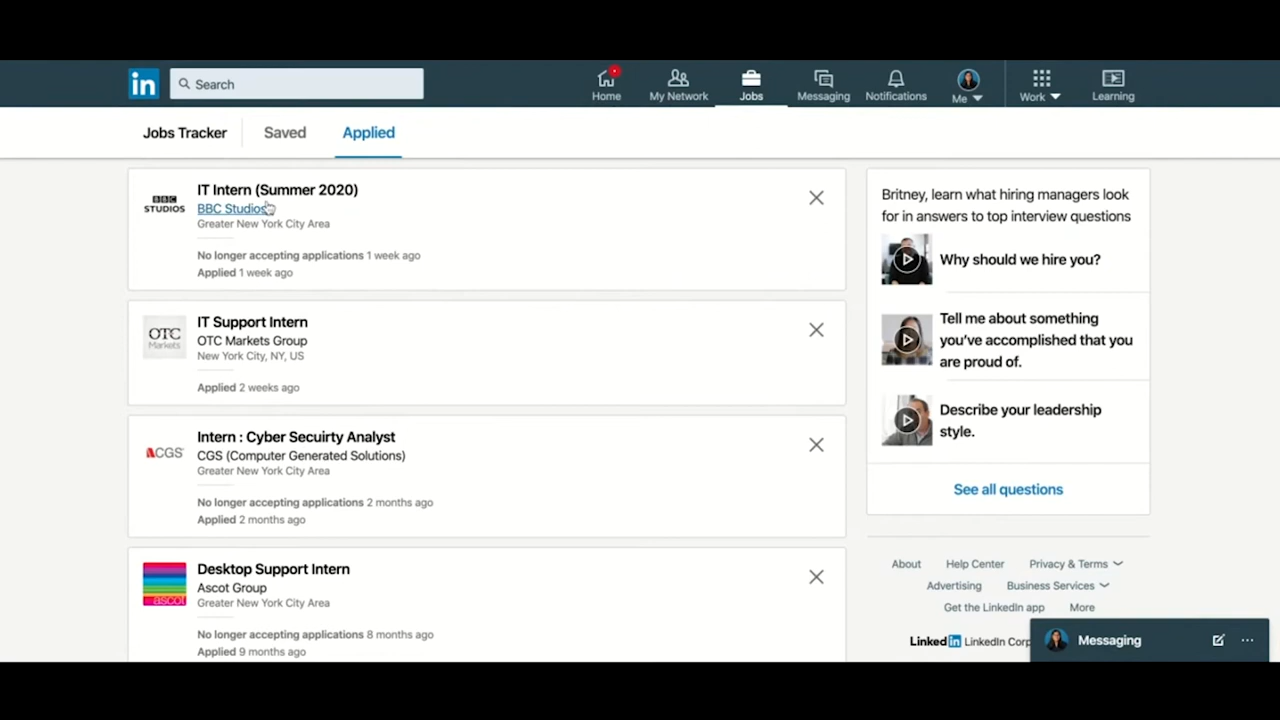 in
Search
Home
My Network
Jobs
Messaging
Notifications
Me
Work
Learning
Jobs Tracker
Saved
Applied
BBC
STUDIOS
IT Intern (Summer 2020)
BBC Studios
Greater New York City Area
No longer accepting applications 1 week ago
Applied 1 week ago
OTC
Markets
IT Support Intern
OTC Markets Group
New York City, NY, US
Applied 2 weeks ago
CGS
Intern : Cyber Secuirty Analyst
CGS (Computer Generated Solutions)
Greater New York City Area
No longer accepting applications 2 months ago
Applied 2 months ago
ascot
Desktop Support Intern
Ascot Group
Greater New York City Area
No longer accepting applications 8 months ago
Applied 9 months ago
Britney, learn what hiring managers look
for in answers to top interview questions
Why should we hire you?
Tell me about something
you've accomplished that you
are proud of.
Describe your leadership
style.
See all questions
About
Help Center
Privacy & Terms
Advertising
Business Services
Get the LinkedIn app
More
Linkedin LinkedIn Corp
Messaging